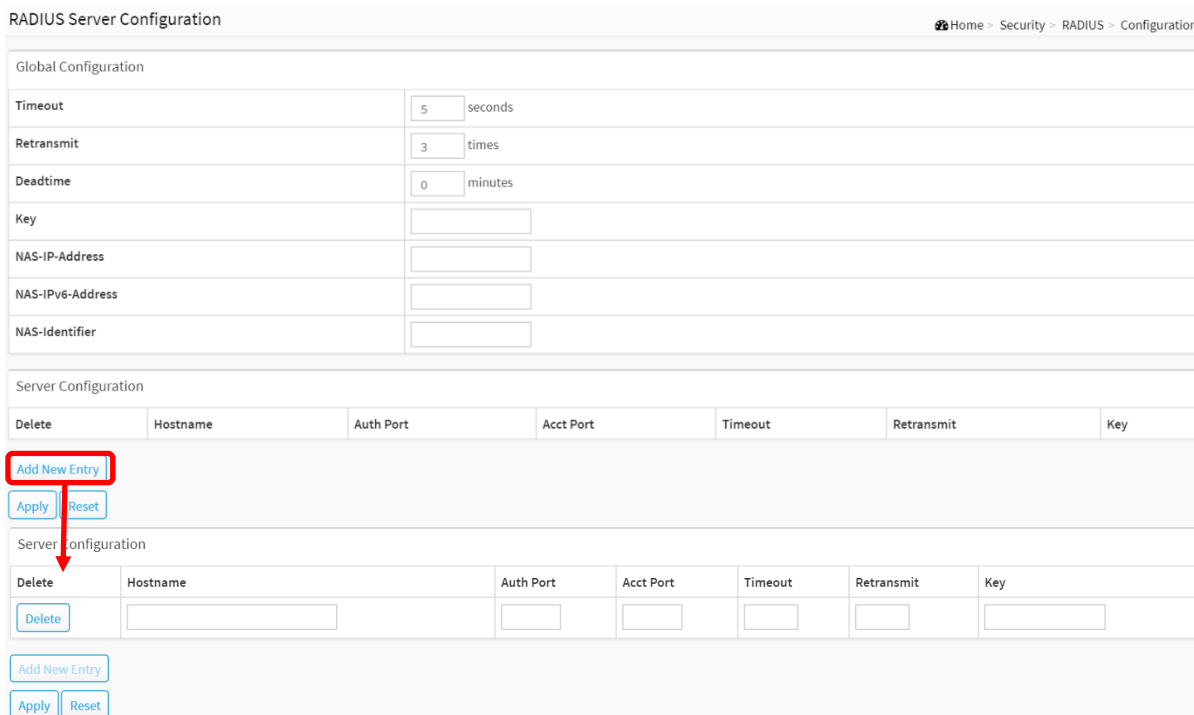 RADIUS Server Configuration
Home > Security > RADIUS > Configuration
Global Configuration
Timeout 5 seconds
Retransmit 3 times
Deadtime 0 minutes
Key
NAS-IP-Address
NAS-IPv6-Address
NAS-Identifier
Server Configuration
Delete Hostname Auth Port Acct Port Timeout Retransmit Key
Add New Entry
Apply Reset
Server Configuration
Delete Hostname Auth Port Acct Port Timeout Retransmit Key
Delete
Add New Entry
Apply Reset